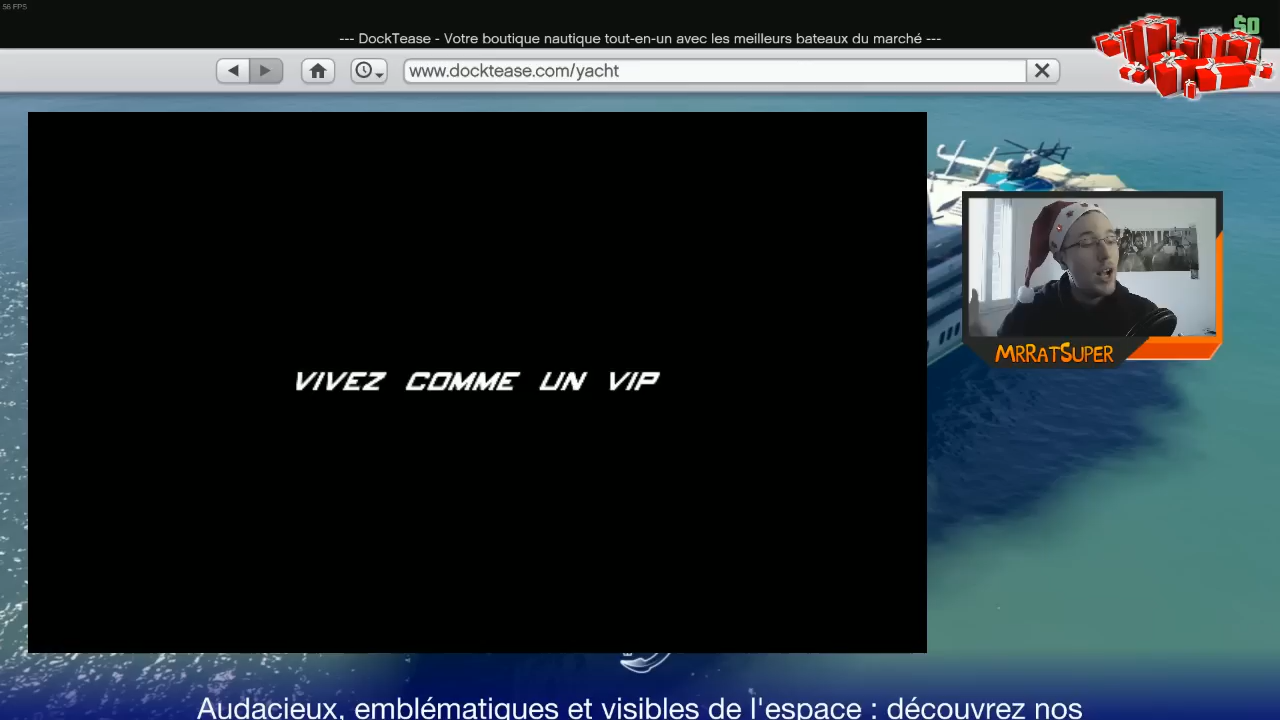 56 FPS
$0
--- DockTease - Votre boutique nautique tout-en-un avec les meilleurs bateaux du marché ---
www.docktease.com/yacht
VIVEZ COMME UN VIP
MRRATSUPER
Audacieux, emblématiques et visibles de l'espace : découvrez nos